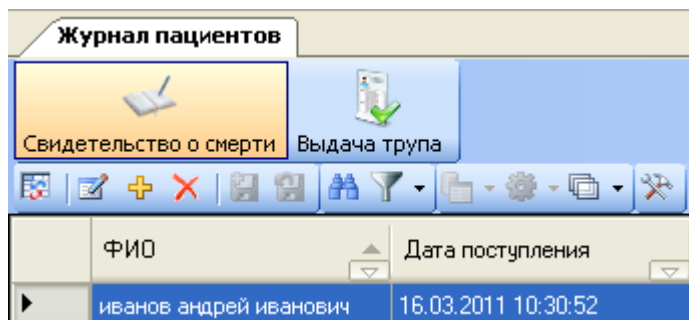 Журнал пациентов
Свидетельство о смерти Выдача трупа
ФИО Дата поступления
иванов андрей иванович 16.03.2011 10:30:52